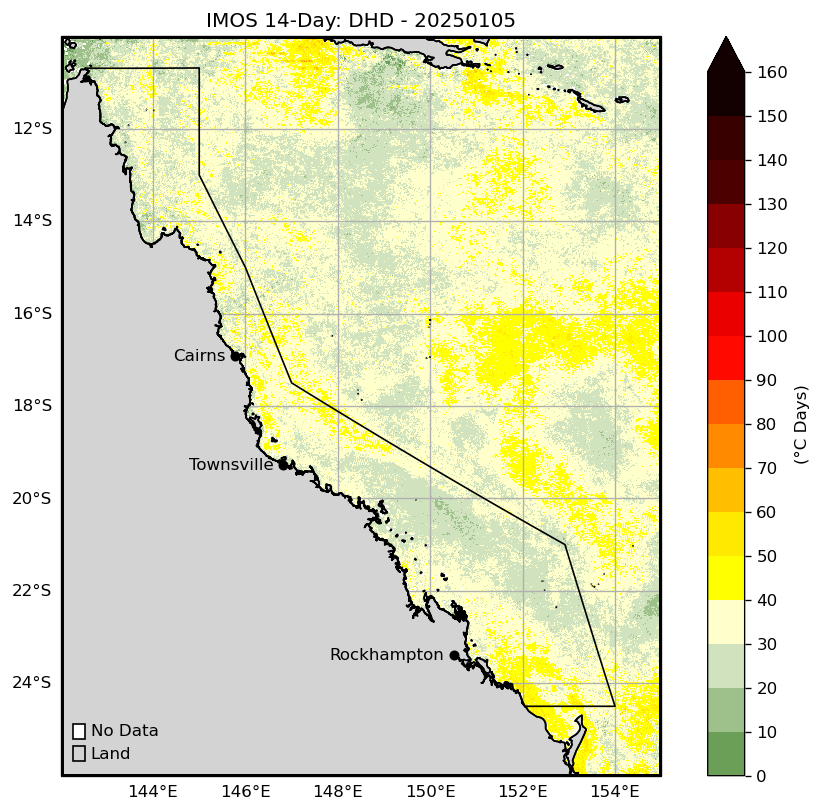 IMOS 14-Day: DHD - 20250105
12°S
14°S
16°S
18°S
20°S
22°S
24°S
Cairns
Townsville
Rockhampton
No Data
Land
144°E 146°E 148°E 150°E 152°E 154°E
160
150
140
130
120
110
100
90
80
70
60
50
40
30
20
10
0
(°C Days)